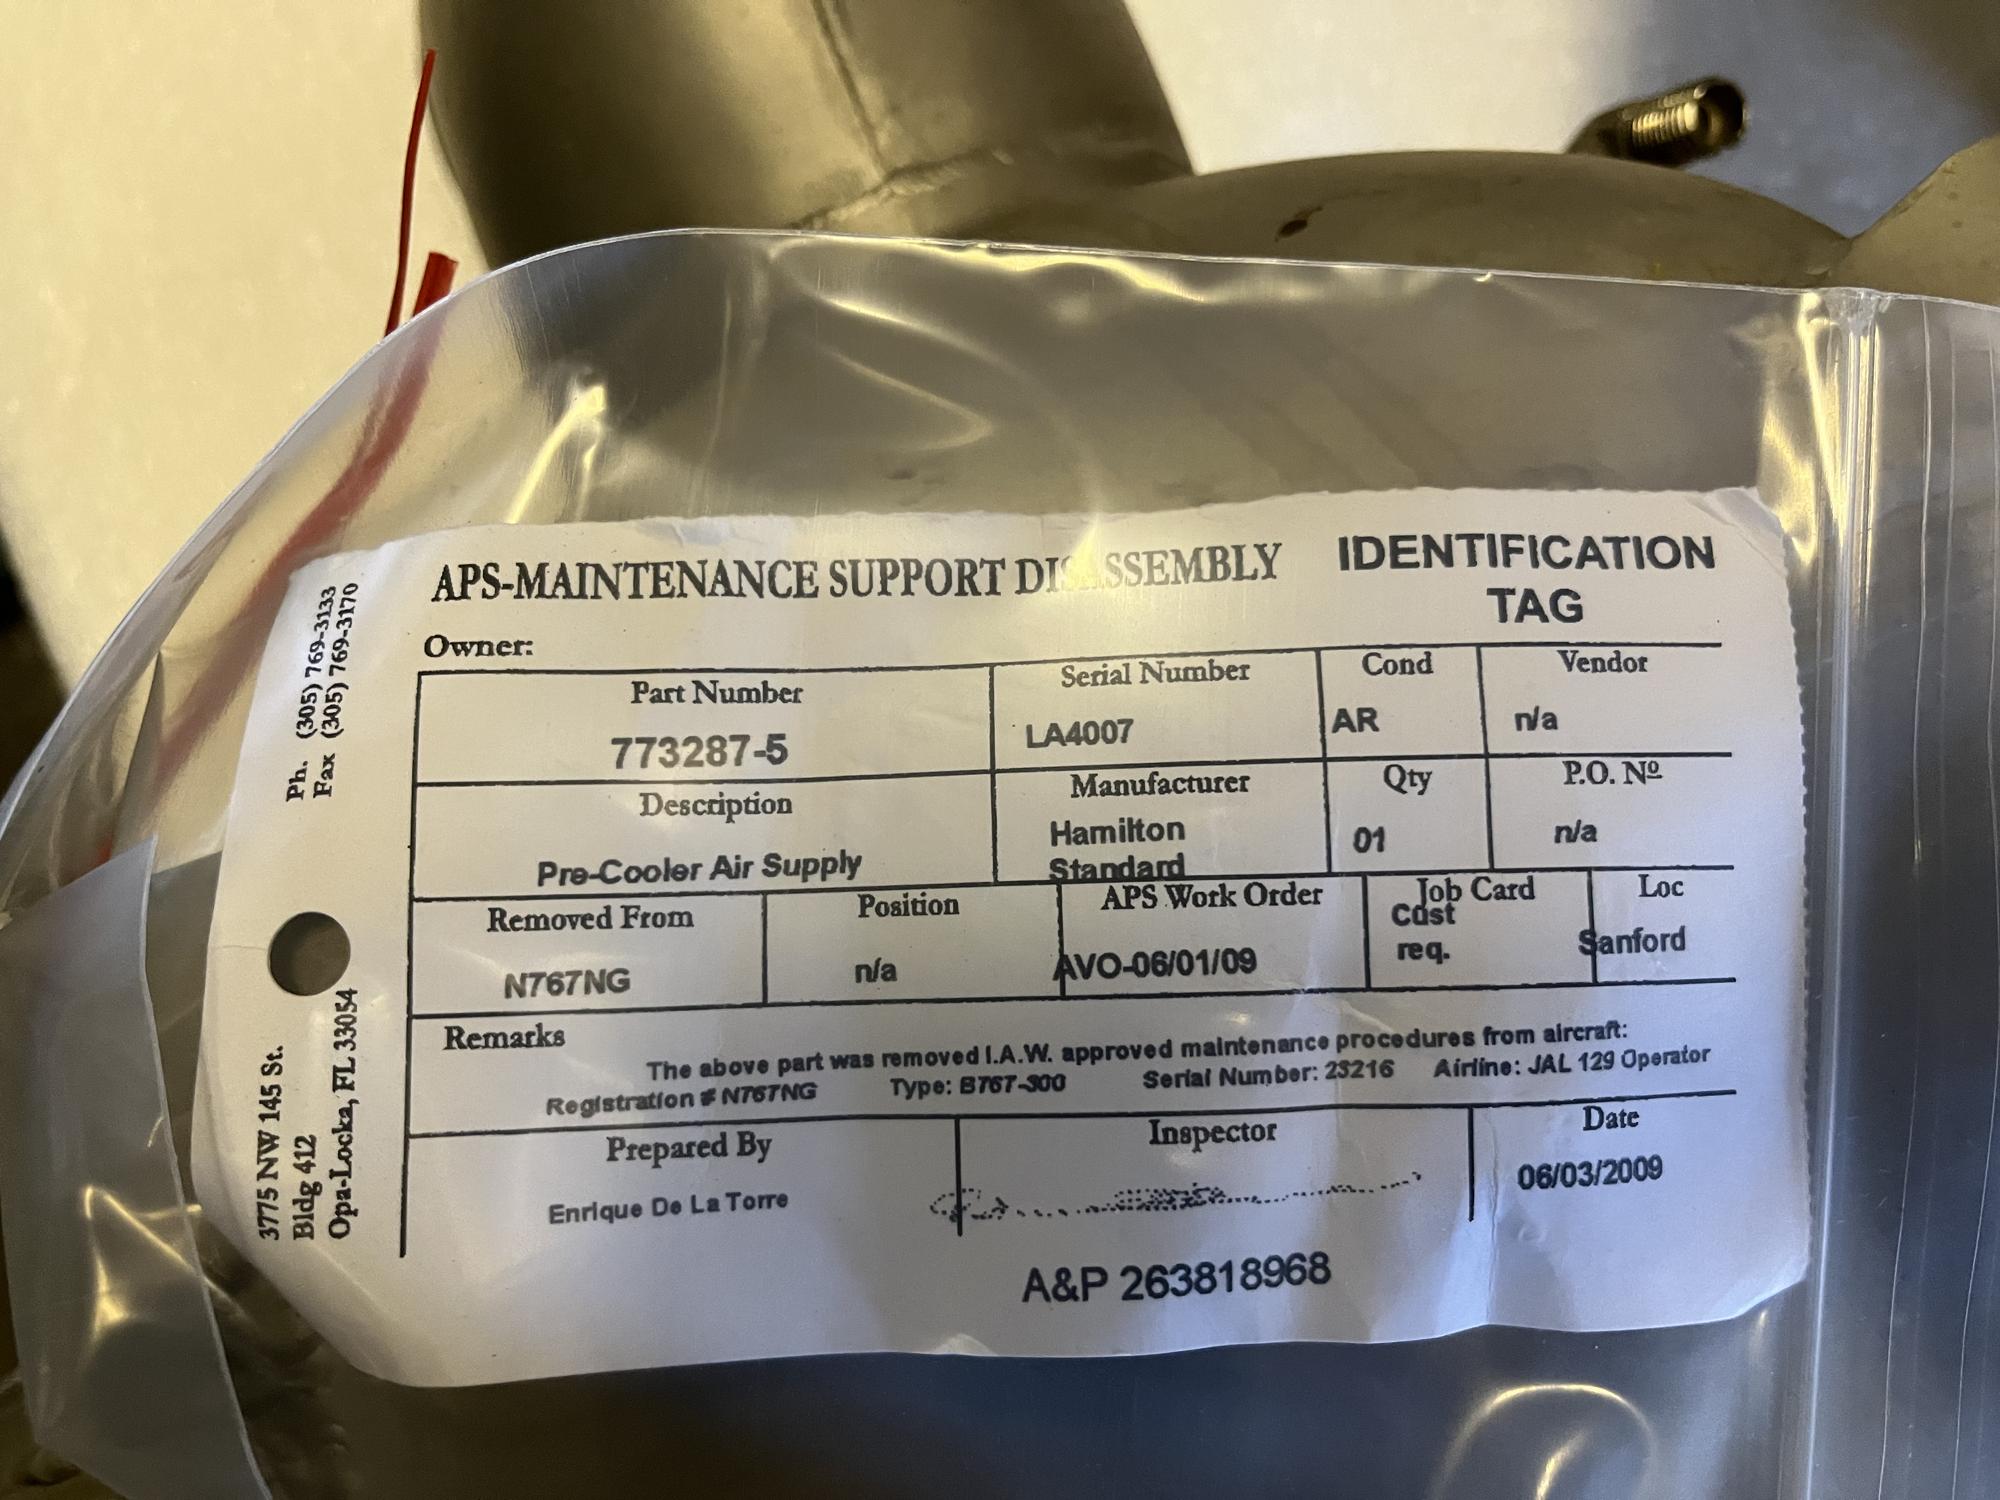 APS-MAINTENANCE SUPPORT DISASSEMBLY
IDENTIFICATION
TAG
Ph. (305) 769-3133
Fax (305) 769-3170
3775 NW 145 St.
Bldg 412
Opa-Locka, FL 33054
Owner:
Part Number
773287-5
Serial Number
LA4007
Cond
AR
Vendor
n/a
Description
Pre-Cooler Air Supply
Manufacturer
Hamilton
Standard
Qty
01
P.O. Nº
n/a
Removed From
N767NG
Position
n/a
APS Work Order
AVO-06/01/09
Job Card
Cust
req.
Loc
Sanford
Remarks
The above part was removed I.A.W. approved maintenance procedures from aircraft:
Registration # N767NG Type: B767-300 Serial Number: 23216 Airline: JAL 129 Operator
Prepared By
Enrique De La Torre
Inspector
A&P 263818968
Date
06/03/2009